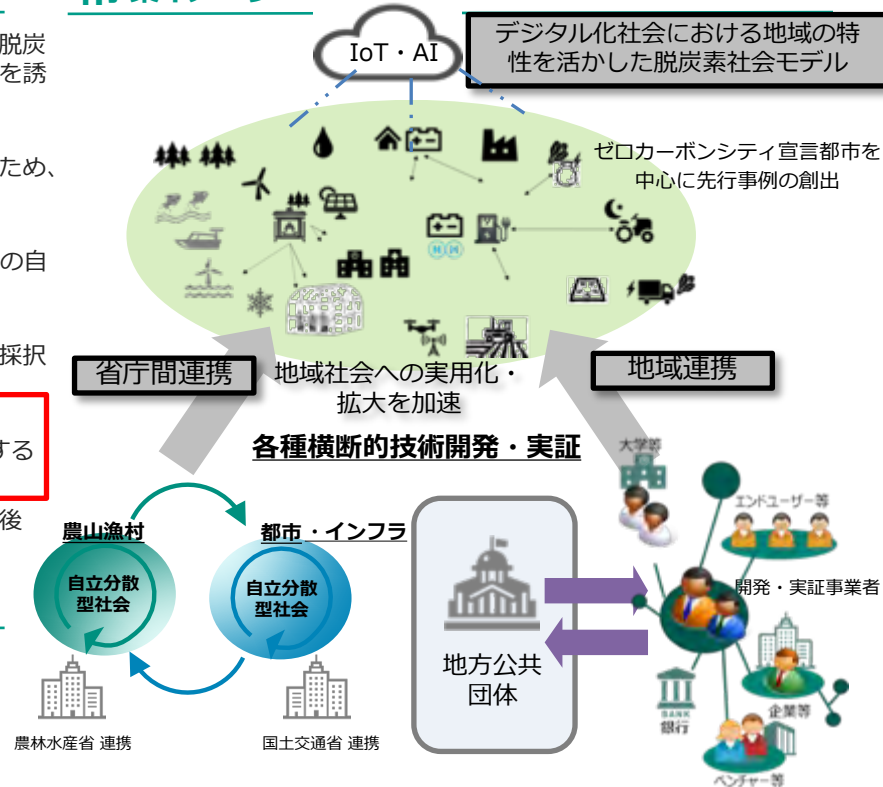 脱炭
を誘
ため、
の自
採択
する
後
IoT・AI
デジタル化社会における地域の特
性を活かした脱炭素社会モデル
ゼロカーボンシティ宣言都市を
中心に先行事例の創出
省庁間連携
地域社会への実用化・
拡大を加速
地域連携
各種横断的技術開発・実証
農山漁村
自立分散
型社会
都市・インフラ
自立分散
型社会
農林水産省 連携
国土交通省 連携
地方公共
団体
大学等
エンドユーザー等
開発・実証事業者
企業等
BANK
銀行
ベンチャー等